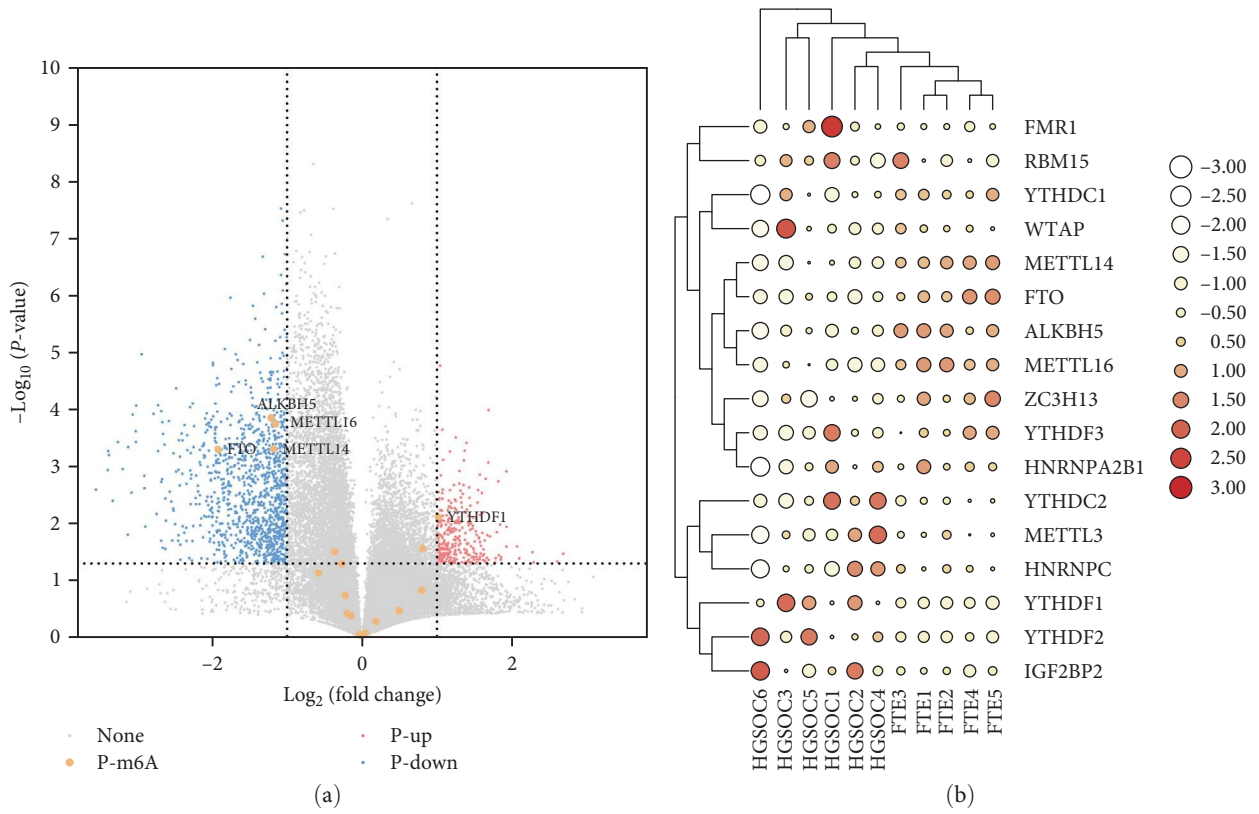 10
9
8
7
6
5
4
3
2
1
0
−Log10 (P-value)
ALKBH5
METTL16
FTO
METTL14
YTHDF1
−2
0
2
Log2 (fold change)
None
P-up
P-m6A
P-down
(a)
FMR1
RBM15
YTHDC1
WTAP
METTL14
FTO
ALKBH5
METTL16
ZC3H13
YTHDF3
HNRNPA2B1
YTHDC2
METTL3
HNRNPC
YTHDF1
YTHDF2
IGF2BP2
HGSOC6
HGSOC3
HGSOC5
HGSOC1
HGSOC2
HGSOC4
FTE3
FTE1
FTE2
FTE4
FTE5
−3.00
−2.50
−2.00
−1.50
−1.00
−0.50
0.50
1.00
1.50
2.00
2.50
3.00
(b)